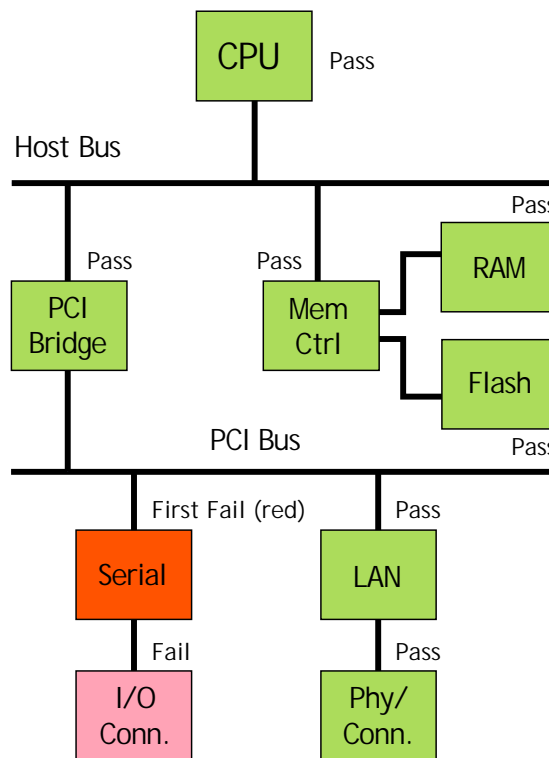 CPU
Pass
Host Bus
Pass
Pass
Pass
RAM
PCI
Bridge
Mem
Ctrl
Flash
PCI Bus
Pass
First Fail (red)
Pass
Serial
LAN
Fail
Pass
I/O
Conn.
Phy/
Conn.